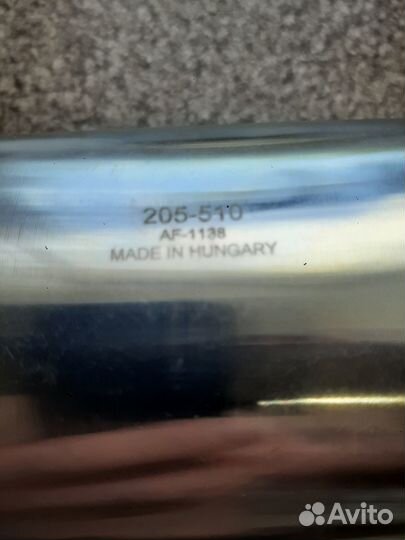 205-510
AF-1138
MADE IN HUNGARY
Avito